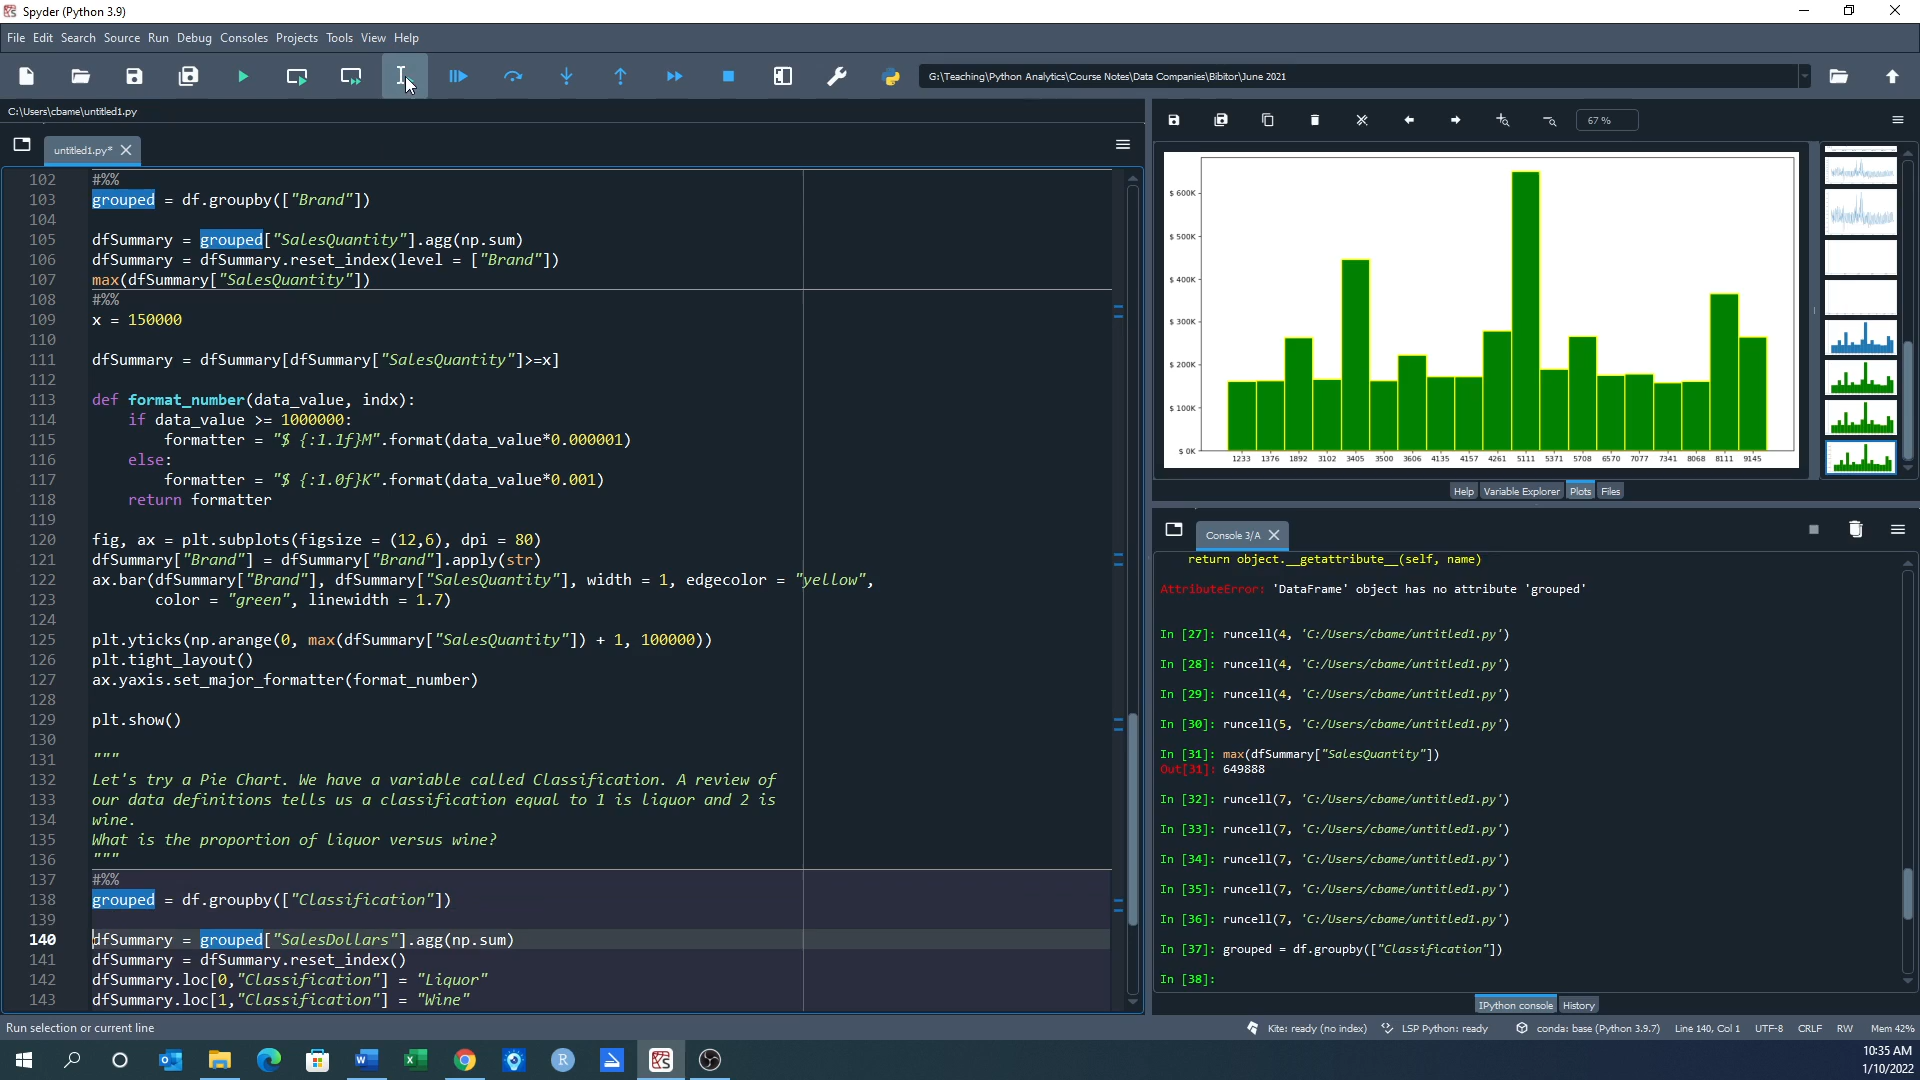 Spyder (Python 3.9)
File Edit Search Source Run Debug Consoles Projects Tools View Help
G:\Teaching\Python Analytics\Course Notes\Data Companies\Bibitor\June 2021
C:\Users\cbame\untitled1.py
untitled1.py*
102 #%%
103 grouped = df.groupby(["Brand"])
104
105 dfSummary = grouped["SalesQuantity"].agg(np.sum)
106 dfSummary = dfSummary.reset_index(level = ["Brand"])
107 max(dfSummary["SalesQuantity"])
108 #%%
109 x = 150000
110
111 dfSummary = dfSummary[dfSummary["SalesQuantity"]>=x]
112
113 def format_number(data_value, indx):
114 if data_value >= 1000000:
115 formatter = "$ {:1.1f}M".format(data_value*0.000001)
116 else:
117 formatter = "$ {:1.0f}K".format(data_value*0.001)
118 return formatter
119
120 fig, ax = plt.subplots(figsize = (12,6), dpi = 80)
121 dfSummary["Brand"] = dfSummary["Brand"].apply(str)
122 ax.bar(dfSummary["Brand"], dfSummary["SalesQuantity"], width = 1, edgecolor = "yellow",
123 color = "green", linewidth = 1.7)
124
125 plt.yticks(np.arange(0, max(dfSummary["SalesQuantity"]) + 1, 100000))
126 plt.tight_layout()
127 ax.yaxis.set_major_formatter(format_number)
128
129 plt.show()
130
131 """
132 Let's try a Pie Chart. We have a variable called Classification. A review of
133 our data definitions tells us a classification equal to 1 is liquor and 2 is
134 wine.
135 What is the proportion of liquor versus wine?
136 """
137 #%%
138 grouped = df.groupby(["Classification"])
139
140 dfSummary = grouped["SalesDollars"].agg(np.sum)
141 dfSummary = dfSummary.reset_index()
142 dfSummary.loc[0,"Classification"] = "Liquor"
143 dfSummary.loc[1,"Classification"] = "Wine"
67 %
$ 600K
$ 500K
$ 400K
$ 300K
$ 200K
$ 100K
$ 0K
1233 1376 1892 3102 3405 3500 3606 4135 4157 4261 5111 5371 5708 6570 7077 7341 8068 8111 9145
Help Variable Explorer Plots Files
Console 3/A
return object.__getattribute__(self, name)
AttributeError: 'DataFrame' object has no attribute 'grouped'
In [27]: runcell(4, 'C:/Users/cbame/untitled1.py')
In [28]: runcell(4, 'C:/Users/cbame/untitled1.py')
In [29]: runcell(4, 'C:/Users/cbame/untitled1.py')
In [30]: runcell(5, 'C:/Users/cbame/untitled1.py')
In [31]: max(dfSummary["SalesQuantity"])
Out[31]: 649888
In [32]: runcell(7, 'C:/Users/cbame/untitled1.py')
In [33]: runcell(7, 'C:/Users/cbame/untitled1.py')
In [34]: runcell(7, 'C:/Users/cbame/untitled1.py')
In [35]: runcell(7, 'C:/Users/cbame/untitled1.py')
In [36]: runcell(7, 'C:/Users/cbame/untitled1.py')
In [37]: grouped = df.groupby(["Classification"])
In [38]:
IPython console History
Run selection or current line
Kite: ready (no index) LSP Python: ready conda: base (Python 3.9.7) Line 140, Col 1 UTF-8 CRLF RW Mem 42%
10:35 AM
1/10/2022